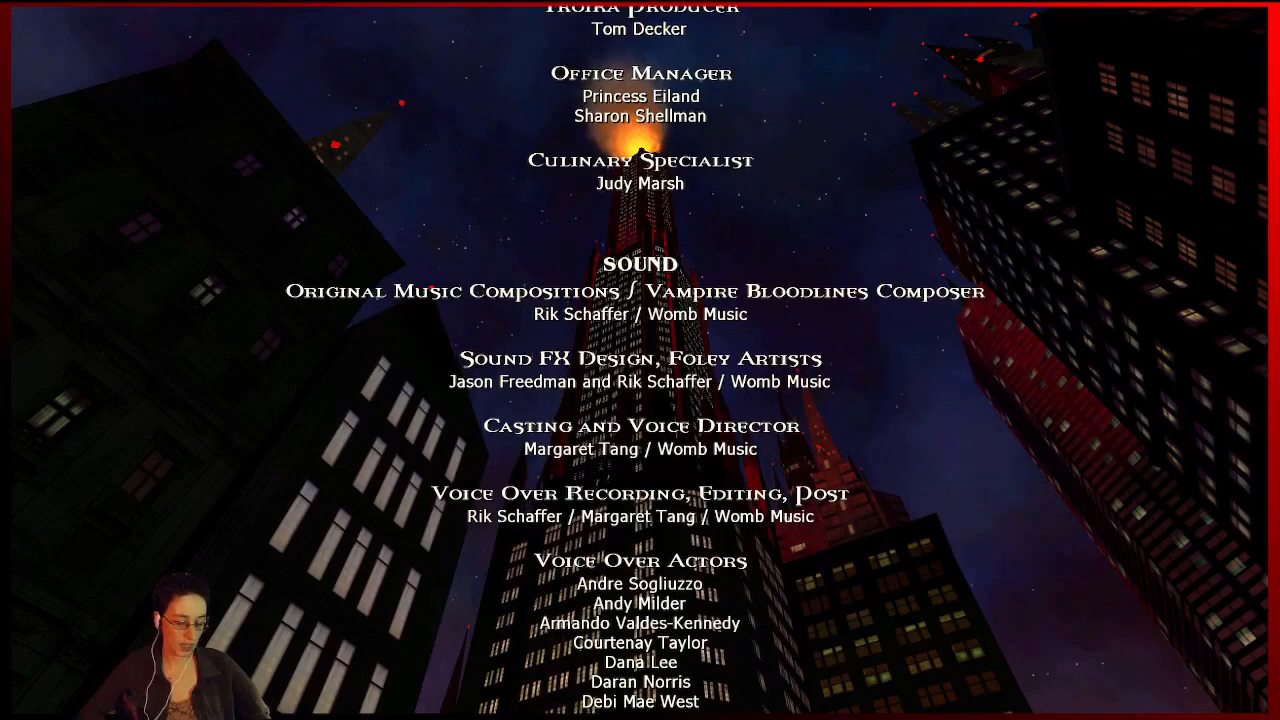 Troika Producer
Tom Decker
Office Manager
Princess Eiland
Sharon Shellman
Culinary Specialist
Judy Marsh
SOUND
Original Music Compositions / Vampire Bloodlines Composer
Rik Schaffer / Womb Music
Sound FX Design, Foley Artists
Jason Freedman and Rik Schaffer / Womb Music
Casting and Voice Director
Margaret Tang / Womb Music
Voice Over Recording, Editing, Post
Rik Schaffer / Margaret Tang / Womb Music
Voice Over Actors
Andre Sogliuzzo
Andy Milder
Armando Valdes-Kennedy
Courtenay Taylor
Dana Lee
Daran Norris
Debi Mae West